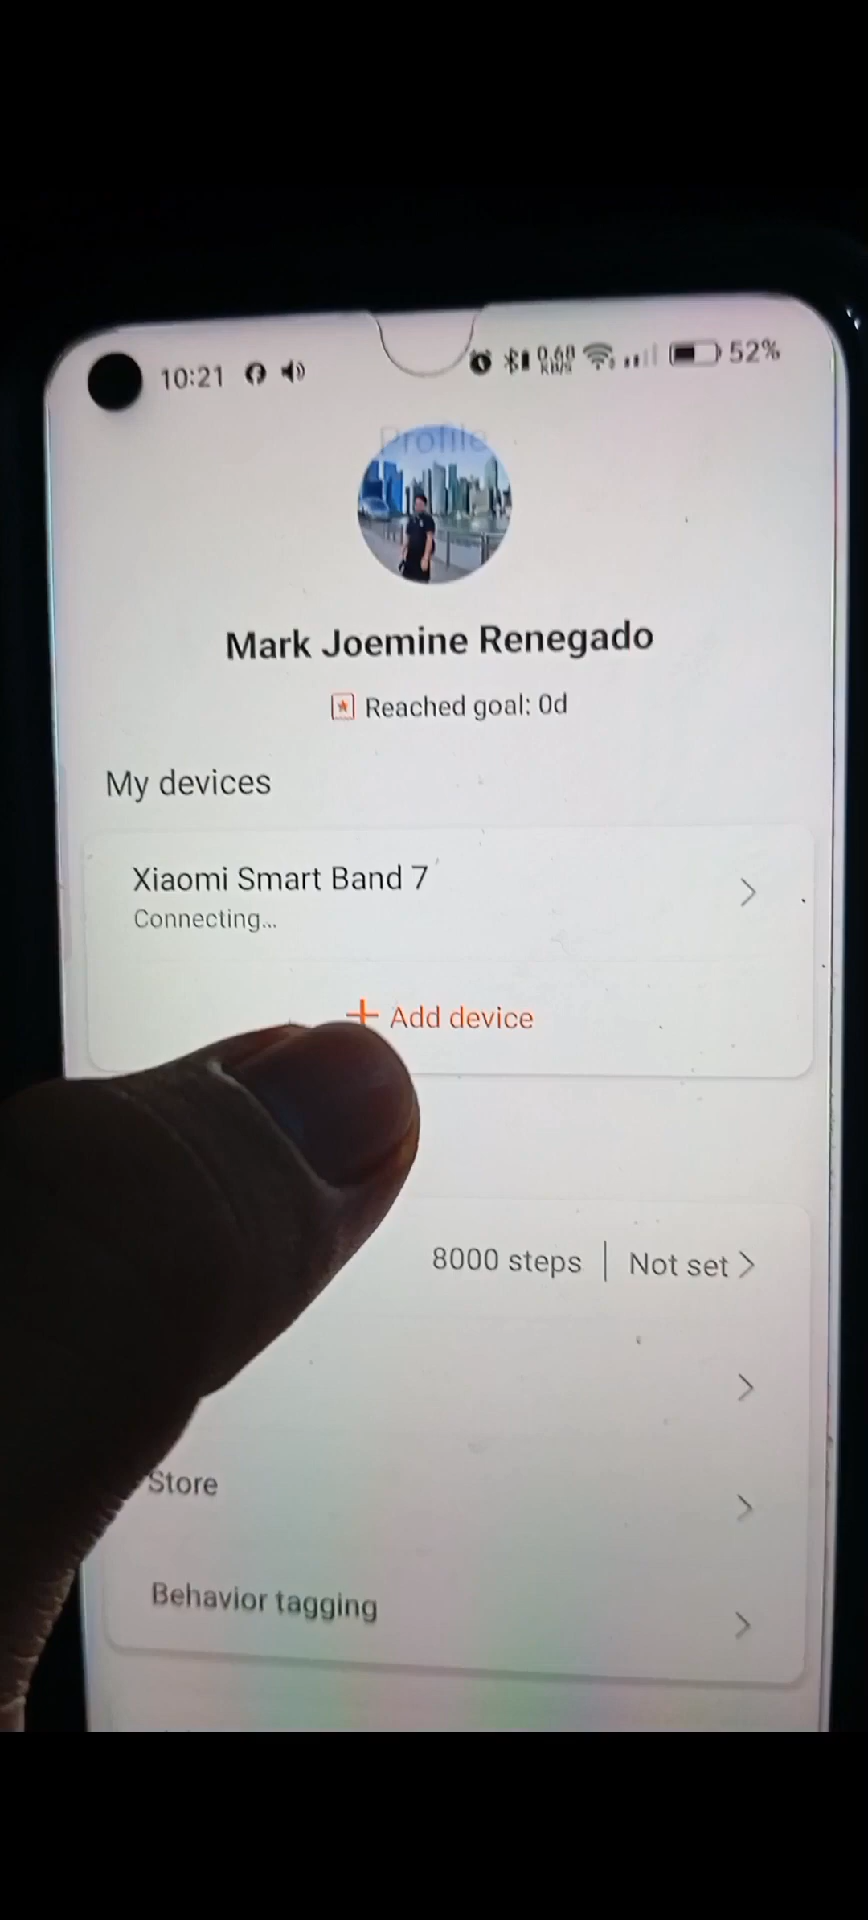 10:21 52%
Profile
Mark Joemine Renegado
Reached goal: 0d
My devices
Xiaomi Smart Band 7
Connecting...
+ Add device
8000 steps | Not set >
Store
Behavior tagging